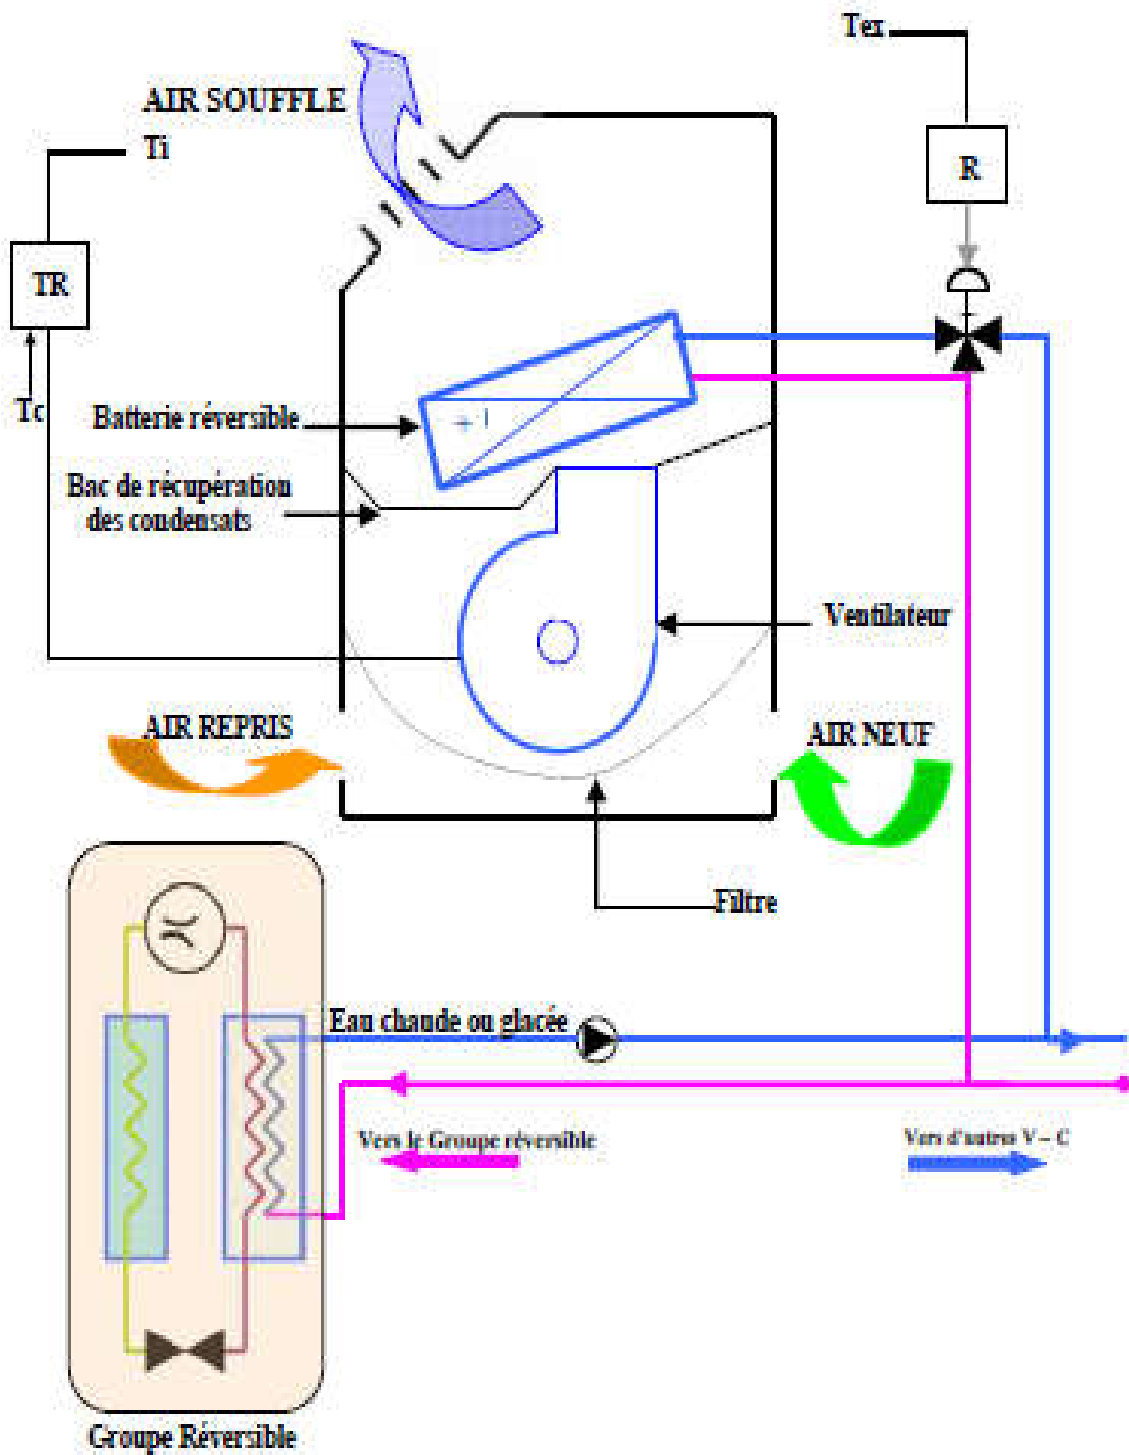 Tex
AIR SOUFFLE
Ti
R
TR
Tc
Batterie réversible
+
Bac de récupération
des condensats
Ventilateur
AIR REPRIS
AIR NEUF
Filtre
Eau chaude ou glacée
Vers le Groupe réversible
Vers d'autres V – C
Groupe Réversible